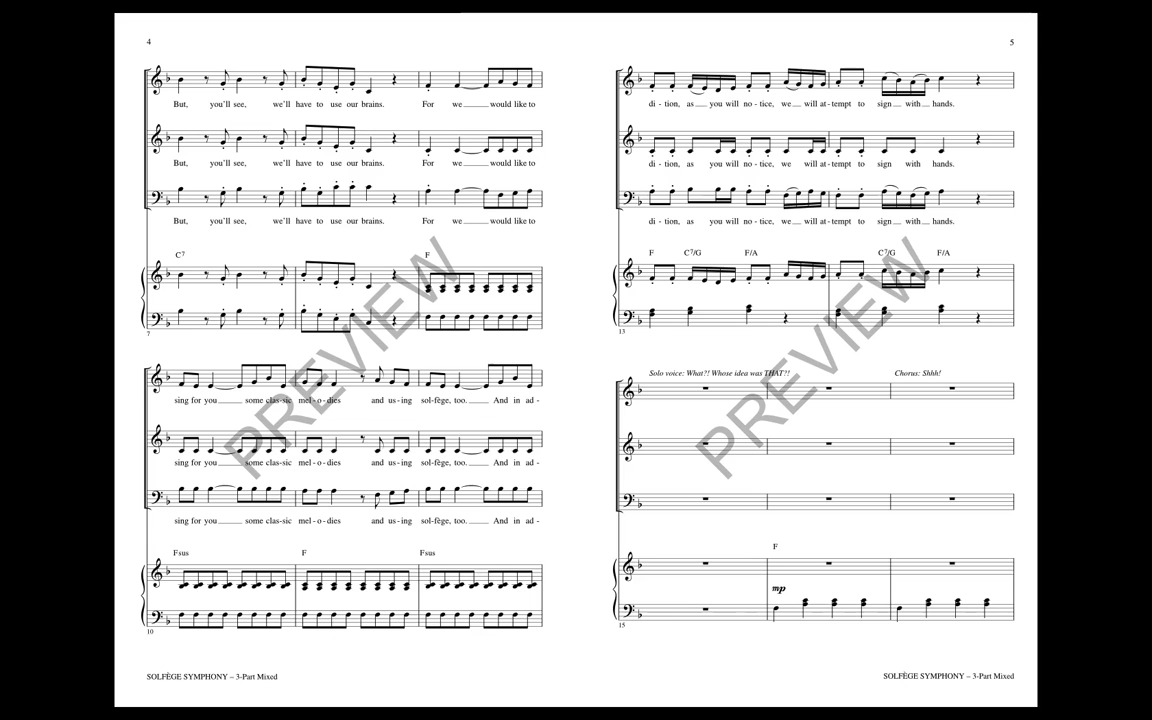 4
But, you'll see, we'll have to use our brains. For we would like to
But, you'll see, we'll have to use our brains. For we would like to
But, you'll see, we'll have to use our brains. For we would like to
C7 F
7
sing for you some clas-sic mel-o-dies and us-ing sol-fège, too. And in ad-
sing for you some clas-sic mel-o-dies and us-ing sol-fège, too. And in ad-
sing for you some clas-sic mel-o-dies and us-ing sol-fège, too. And in ad-
Fsus F Fsus
10
SOLFÈGE SYMPHONY – 3-Part Mixed
PREVIEW
5
di-tion, as you will no-tice, we will at-tempt to sign with hands.
di-tion, as you will no-tice, we will at-tempt to sign with hands.
di-tion, as you will no-tice, we will at-tempt to sign with hands.
F C7/G F/A C7/G F/A
13
Solo voice: What?! Whose idea was THAT?! Chorus: Shhh!
F
mp
15
SOLFÈGE SYMPHONY – 3-Part Mixed
PREVIEW